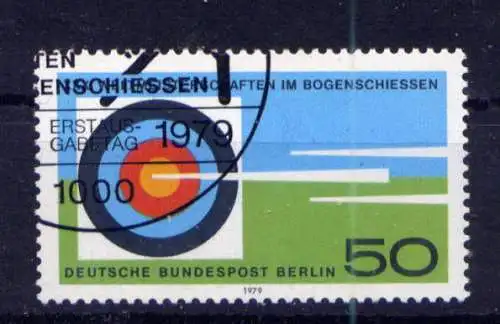 TEN
ENSCHIESSEN
SCHAFTEN IM BOGENSCHIESSEN
ERSTAUS-
GABETAG 1979
1000
DEUTSCHE BUNDESPOST BERLIN 50
1979